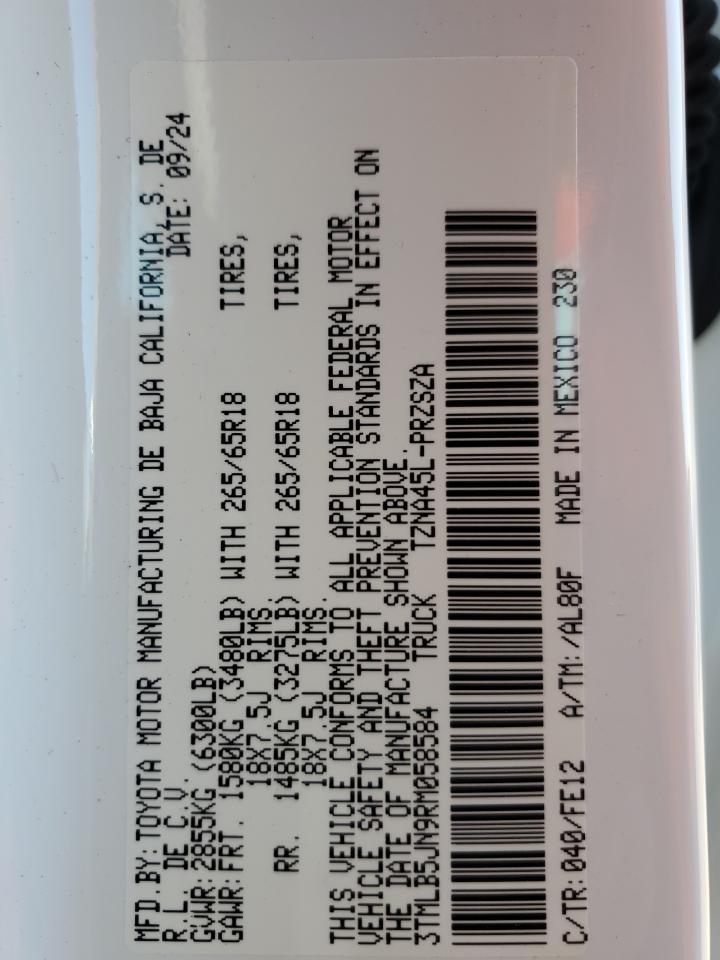 MFD.BY: TOYOTA MOTOR MANUFACTURING DE BAJA CALIFORNIA, S. DE
R.L. DE C.V. DATE: 09/24
GVWR: 2855KG (6300LB)
GAWR: FRT. 1580KG (3480LB) WITH 265/65R18 TIRES,
18X7.5J RIMS
RR. 1485KG (3275LB) WITH 265/65R18 TIRES,
18X7.5J RIMS
THIS VEHICLE CONFORMS TO ALL APPLICABLE FEDERAL MOTOR
VEHICLE SAFETY AND THEFT PREVENTION STANDARDS IN EFFECT ON
THE DATE OF MANUFACTURE SHOWN ABOVE.
3TMLB5JN9RM058584 TRUCK TZNA45L-PRZSZA
C/TR: 040/FE12 A/TM: /AL80F MADE IN MEXICO 230